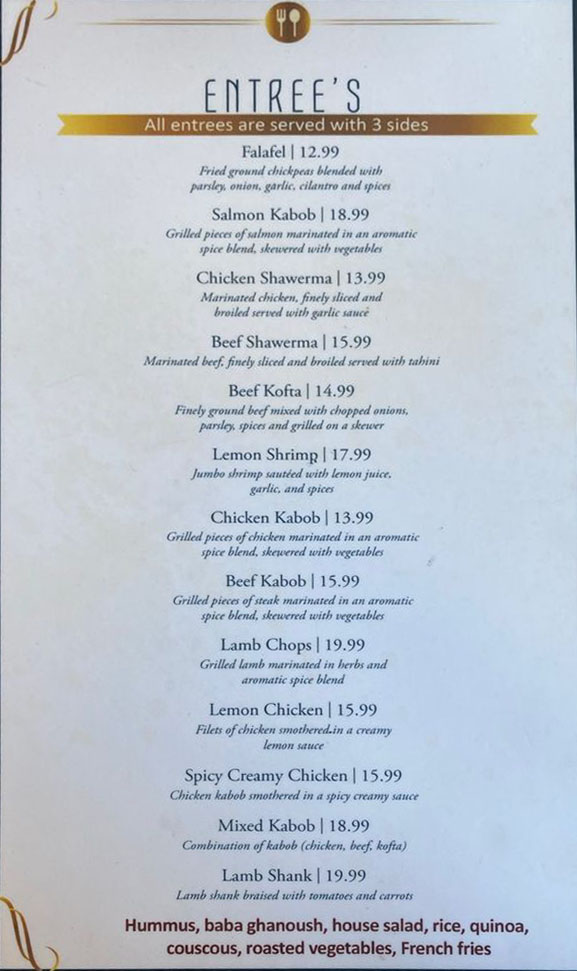 ENTREE'S
All entrees are served with 3 sides
Falafel | 12.99
Fried ground chickpeas blended with
parsley, onion, garlic, cilantro and spices
Salmon Kabob | 18.99
Grilled pieces of salmon marinated in an aromatic
spice blend, skewered with vegetables
Chicken Shawerma | 13.99
Marinated chicken, finely sliced and
broiled served with garlic sauce
Beef Shawerma | 15.99
Marinated beef, finely sliced and broiled served with tahini
Beef Kofta | 14.99
Finely ground beef mixed with chopped onions,
parsley, spices and grilled on a skewer
Lemon Shrimp | 17.99
Jumbo shrimp sautéed with lemon juice,
garlic, and spices
Chicken Kabob | 13.99
Grilled pieces of chicken marinated in an aromatic
spice blend, skewered with vegetables
Beef Kabob | 15.99
Grilled pieces of steak marinated in an aromatic
spice blend, skewered with vegetables
Lamb Chops | 19.99
Grilled lamb marinated in herbs and
aromatic spice blend
Lemon Chicken | 15.99
Filets of chicken smothered in a creamy
lemon sauce
Spicy Creamy Chicken | 15.99
Chicken kabob smothered in a spicy creamy sauce
Mixed Kabob | 18.99
Combination of kabob (chicken, beef, kofta)
Lamb Shank | 19.99
Lamb shank braised with tomatoes and carrots
Hummus, baba ghanoush, house salad, rice, quinoa,
couscous, roasted vegetables, French fries